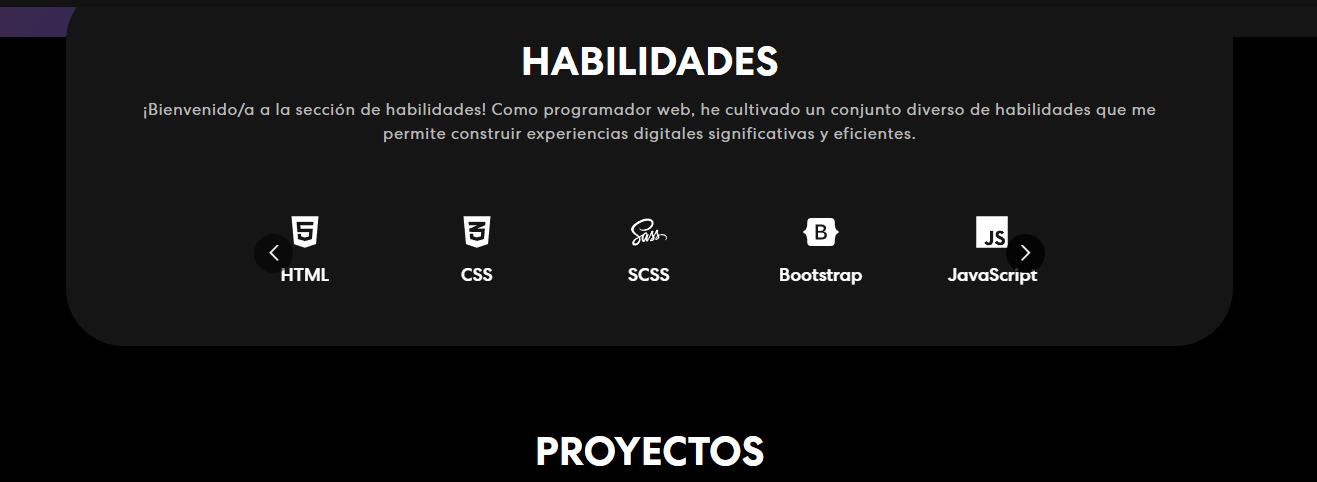 HABILIDADES
¡Bienvenido/a a la sección de habilidades! Como programador web, he cultivado un conjunto diverso de habilidades que me
permite construir experiencias digitales significativas y eficientes.
5 3 Sass B JS
HTML CSS SCSS Bootstrap JavaScript
PROYECTOS